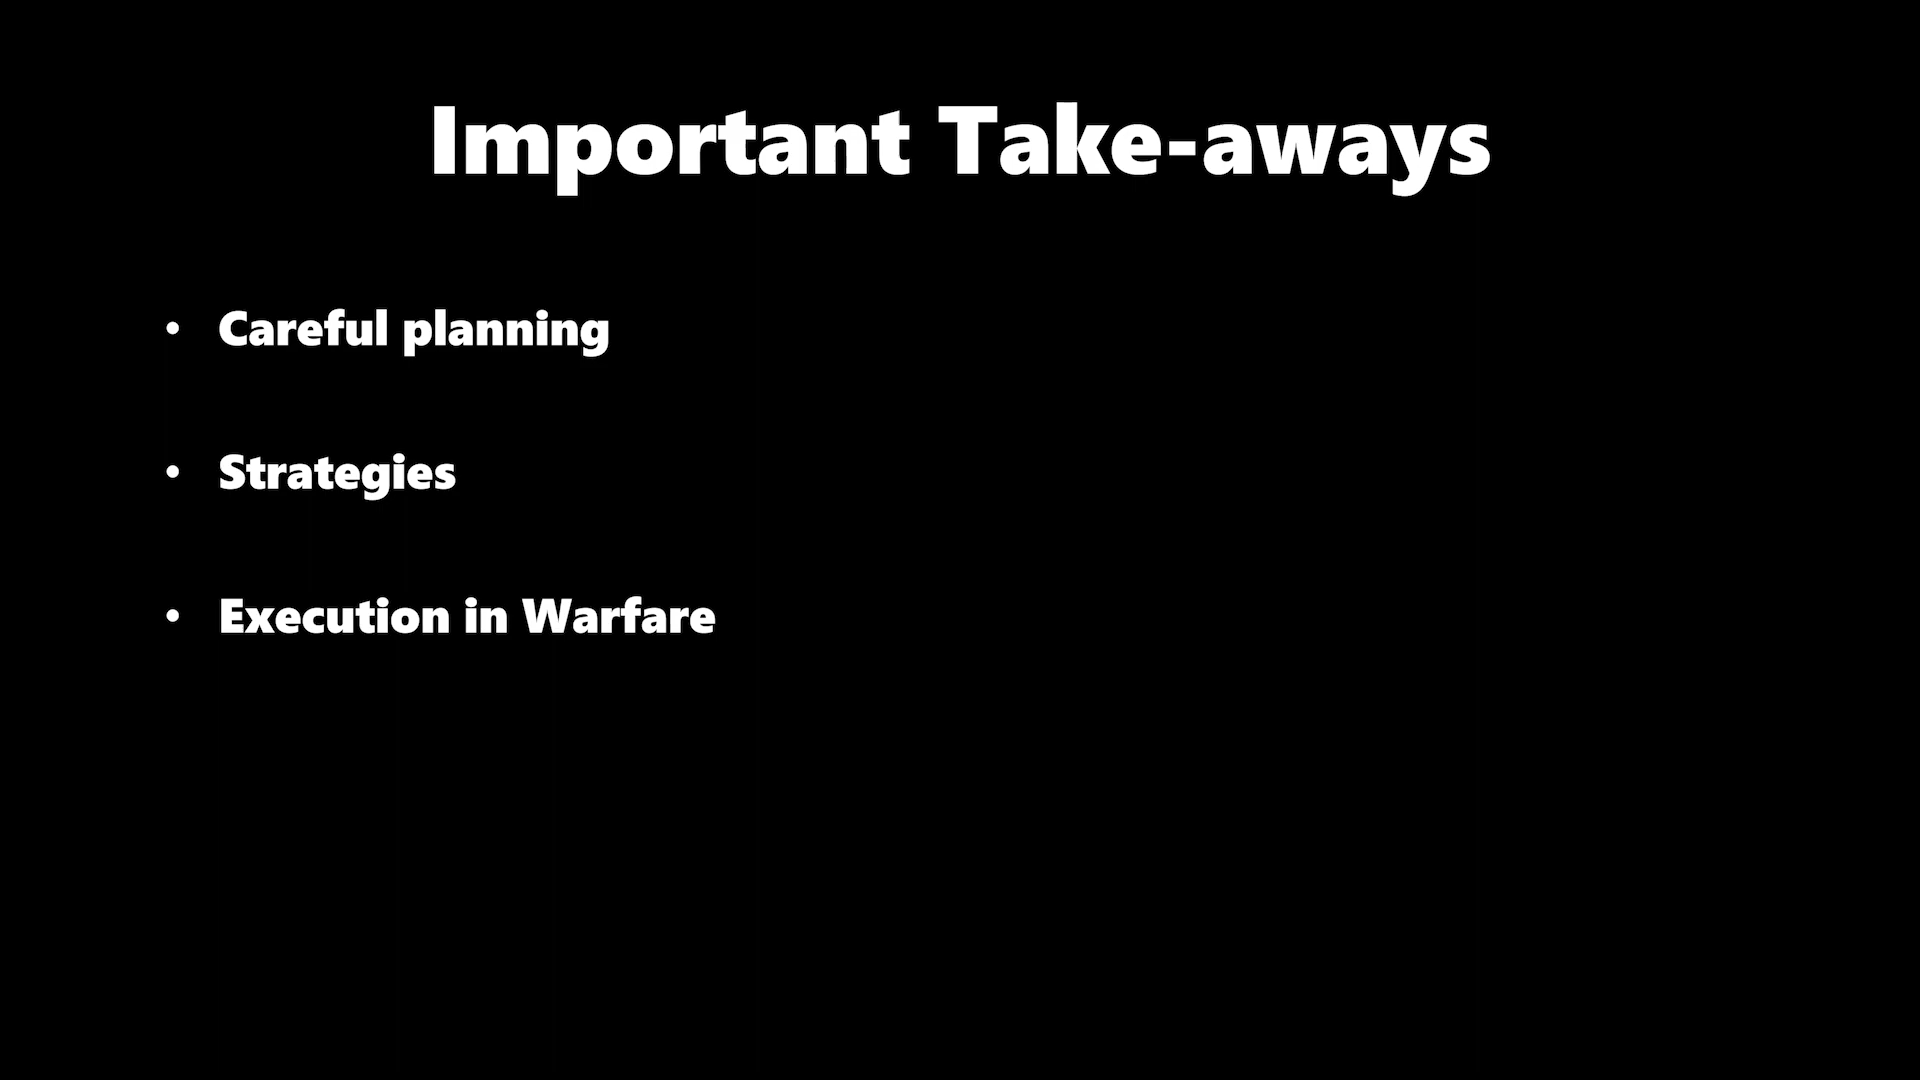 Important Take-aways
• Careful planning
• Strategies
• Execution in Warfare